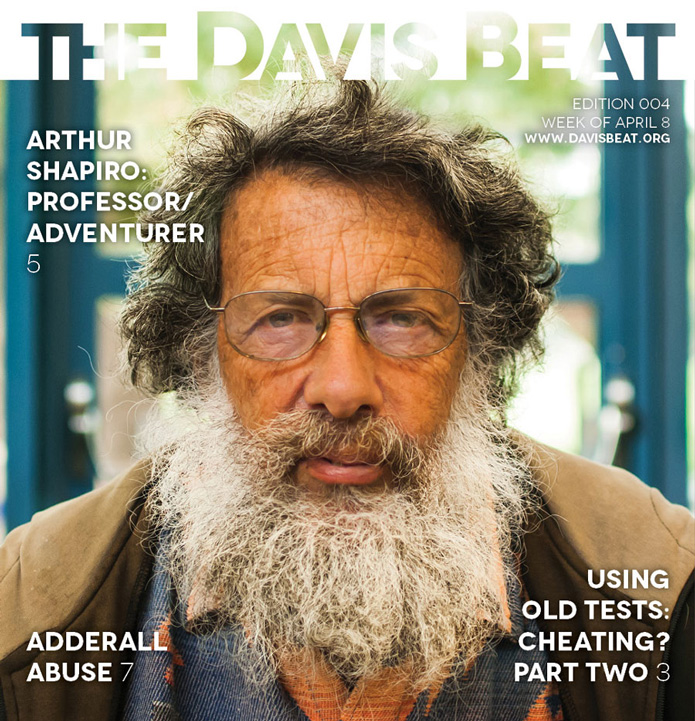 THE DAVIS BEAT
EDITION 004
WEEK OF APRIL 8
WWW.DAVISBEAT.ORG
ARTHUR
SHAPIRO:
PROFESSOR/
ADVENTURER
5
USING
OLD TESTS:
CHEATING?
PART TWO 3
ADDERALL
ABUSE 7